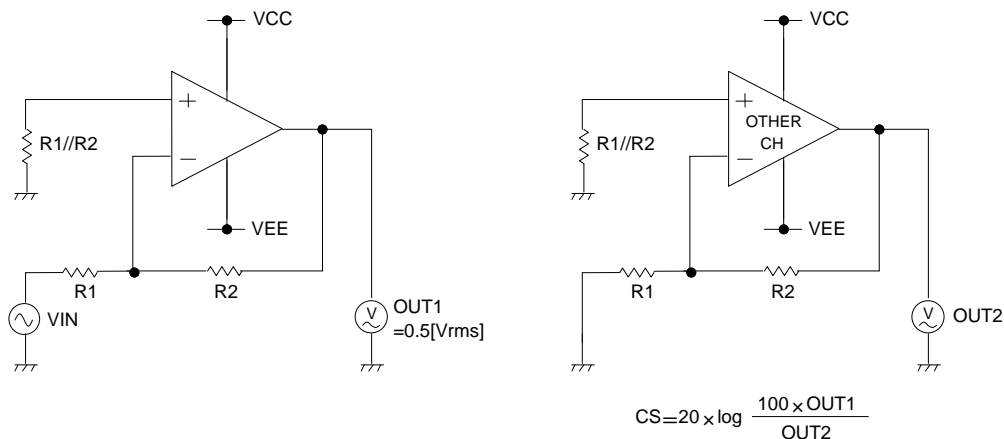 VCC
+
R1//R2
−
VEE
R1
R2
VIN
V
OUT1
=0.5[Vrms]
VCC
+
OTHER
CH
R1//R2
−
VEE
R1
R2
V
OUT2
CS=20×log 100×OUT1
OUT2